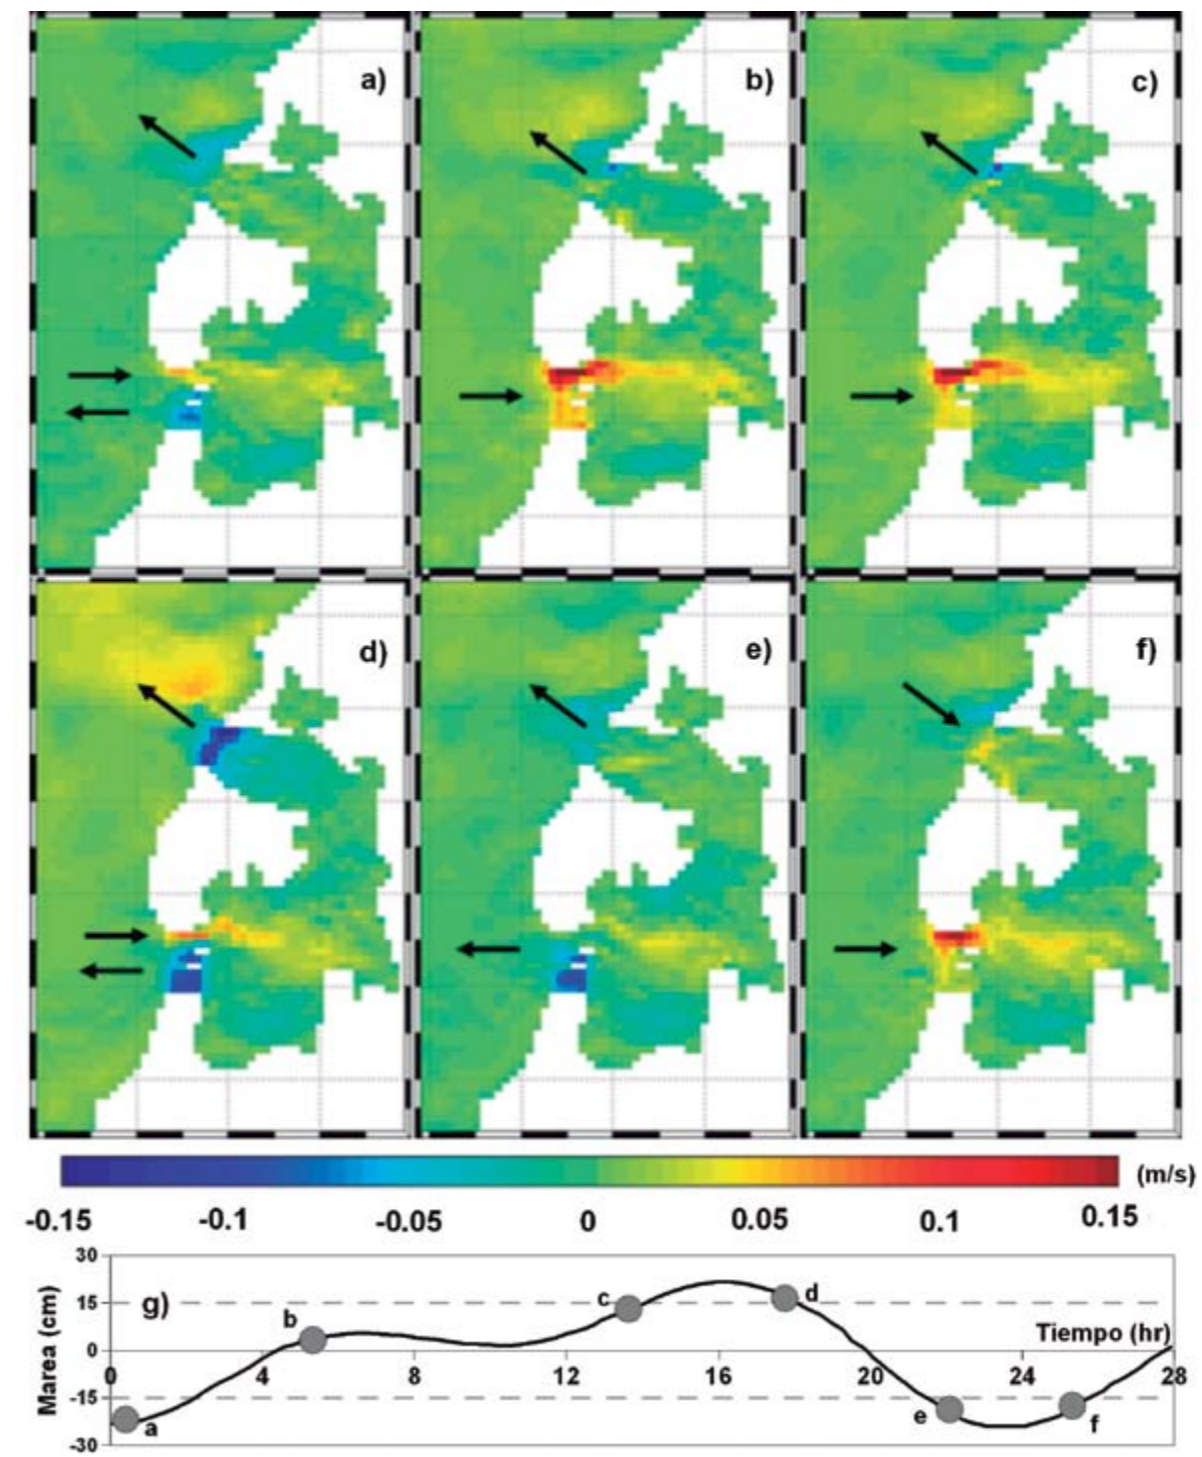 a) b) c)
d) e) f)
(m/s)
-0.15 -0.1 -0.05 0 0.05 0.1 0.15
30
15
0
-15
-30
Marea (cm)
g)
a b c d e f
Tiempo (hr)
0 4 8 12 16 20 24 28